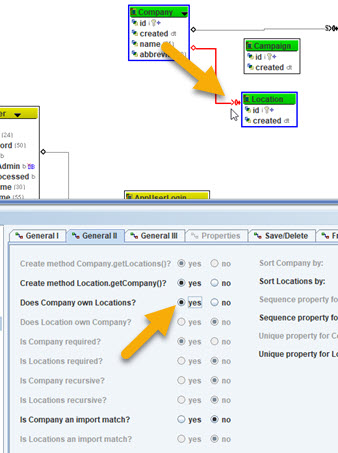 Company
id i
created dt
name
abbrev
Campaign
id i
created dt
Location
id i
created dt
er
(24)
ord (50)
b
Admin b
ocessed b
me (30)
me (55)
AppUserLogin
General I
General II
General III
Properties
Save/Delete
Fr
Create method Company.getLocations()? yes no Sort Company by:
Create method Location.getCompany()? yes no Sort Locations by:
Does Company own Locations? yes no Sequence property fo
Does Location own Company? yes no Sequence property fo
Is Company required? yes no Unique property for Co
Is Locations required? yes no Unique property for Lo
Is Company recursive? yes no
Is Locations recursive? yes no
Is Company an import match? yes no
Is Locations an import match? yes no